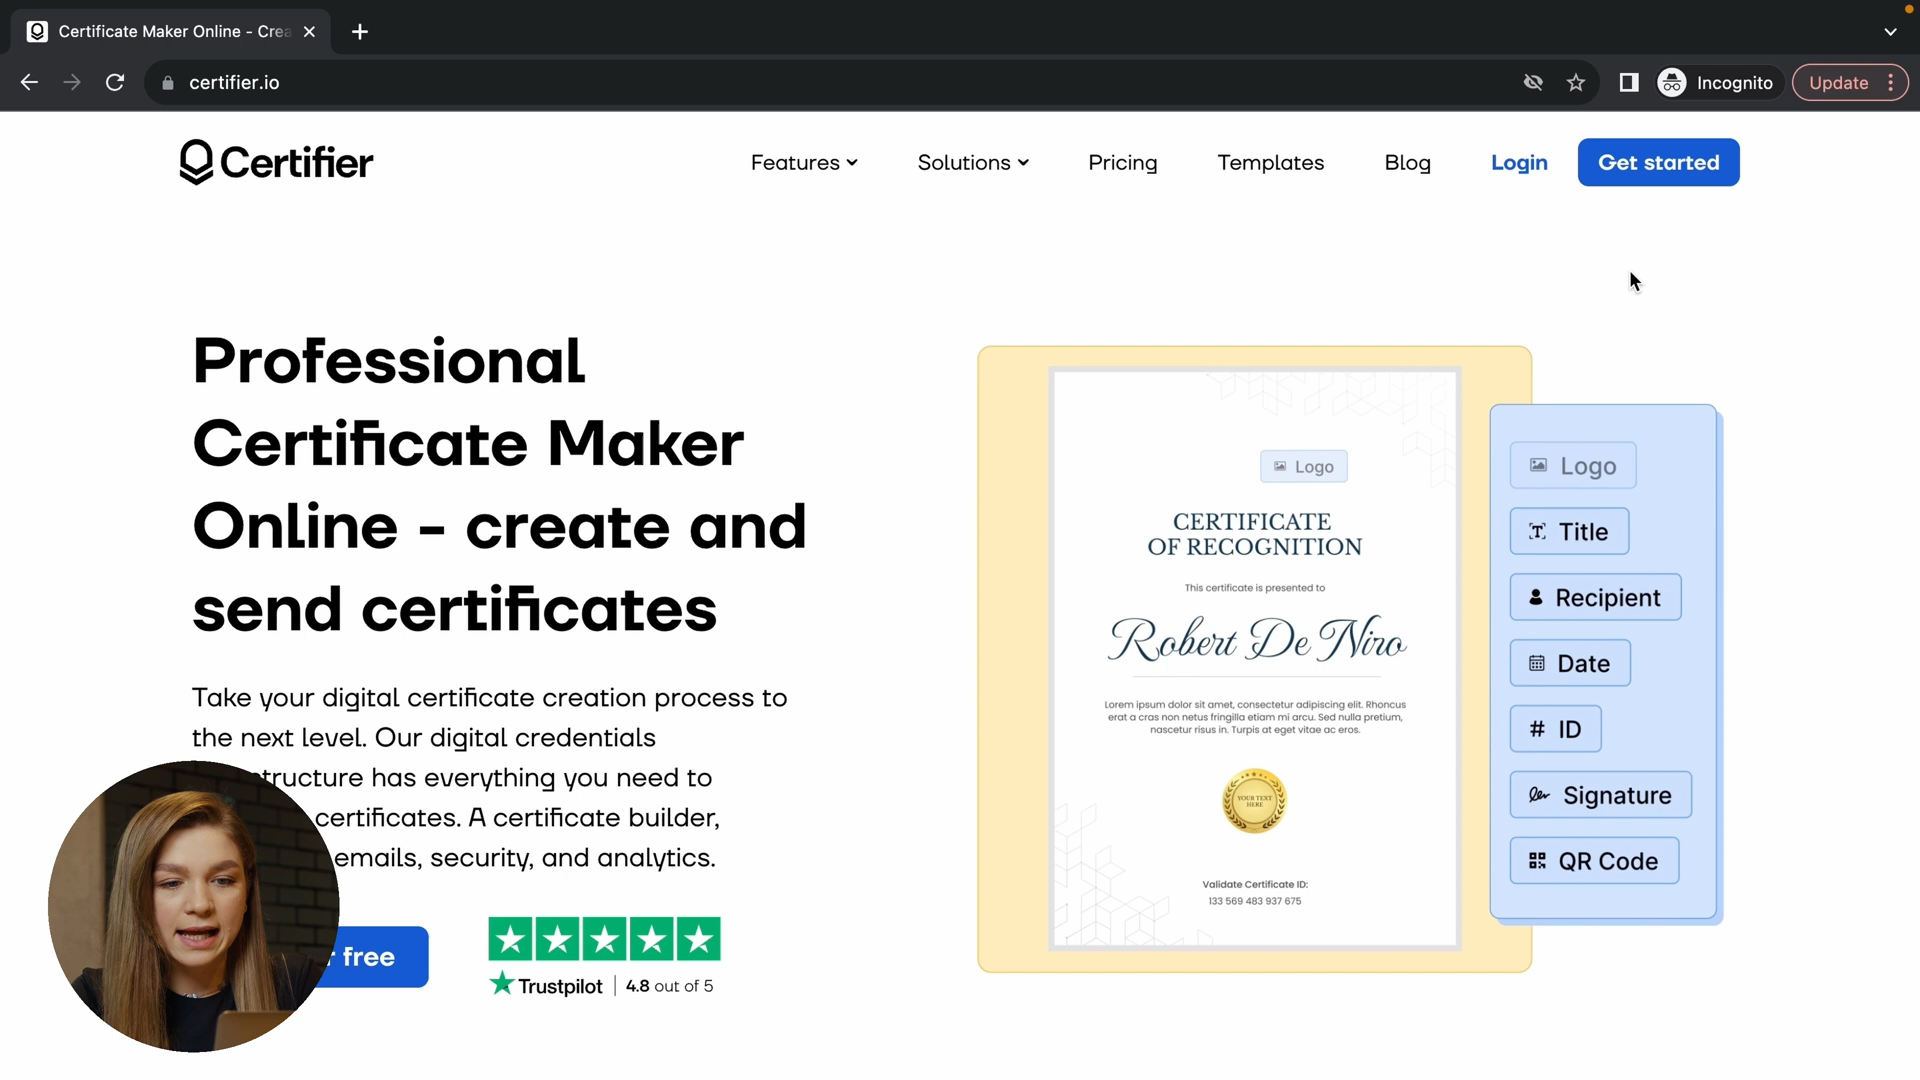 Certificate Maker Online - Crea
certifier.io
Incognito
Update
Certifier
Features
Solutions
Pricing
Templates
Blog
Login
Get started
Professional
Certificate Maker
Online - create and
send certificates
Take your digital certificate creation process to
the next level. Our digital credentials
structure has everything you need to
certificates. A certificate builder,
emails, security, and analytics.
free
Trustpilot | 4.8 out of 5
Logo
CERTIFICATE
OF RECOGNITION
This certificate is presented to
Robert De Niro
Lorem ipsum dolor sit amet, consectetur adipiscing elit. Rhoncus
erat a cras non netus fringilla etiam mi arcu. Sed nulla pretium,
nascetur risus in. Turpis at eget vitae ac eros.
YOUR TEXT
HERE
Validate Certificate ID:
133 569 483 937 675
Logo
Title
Recipient
Date
# ID
Signature
QR Code